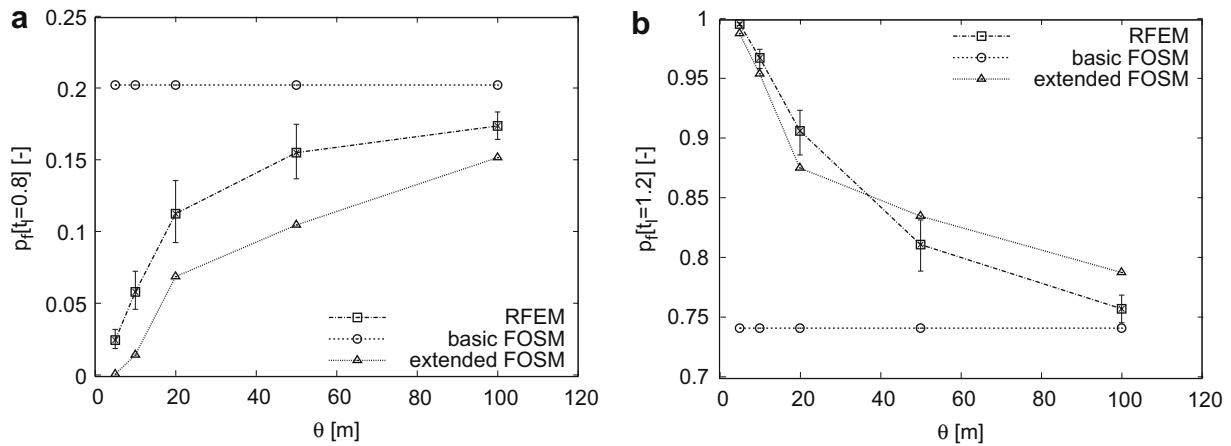 a
0.25
0.2
0.15
0.1
0.05
0
p_f[t_l=0.8] [-]
RFEM
basic FOSM
extended FOSM
0 20 40 60 80 100 120
θ [m]
b
1
0.95
0.9
0.85
0.8
0.75
0.7
p_f[t_l=1.2] [-]
RFEM
basic FOSM
extended FOSM
0 20 40 60 80 100 120
θ [m]